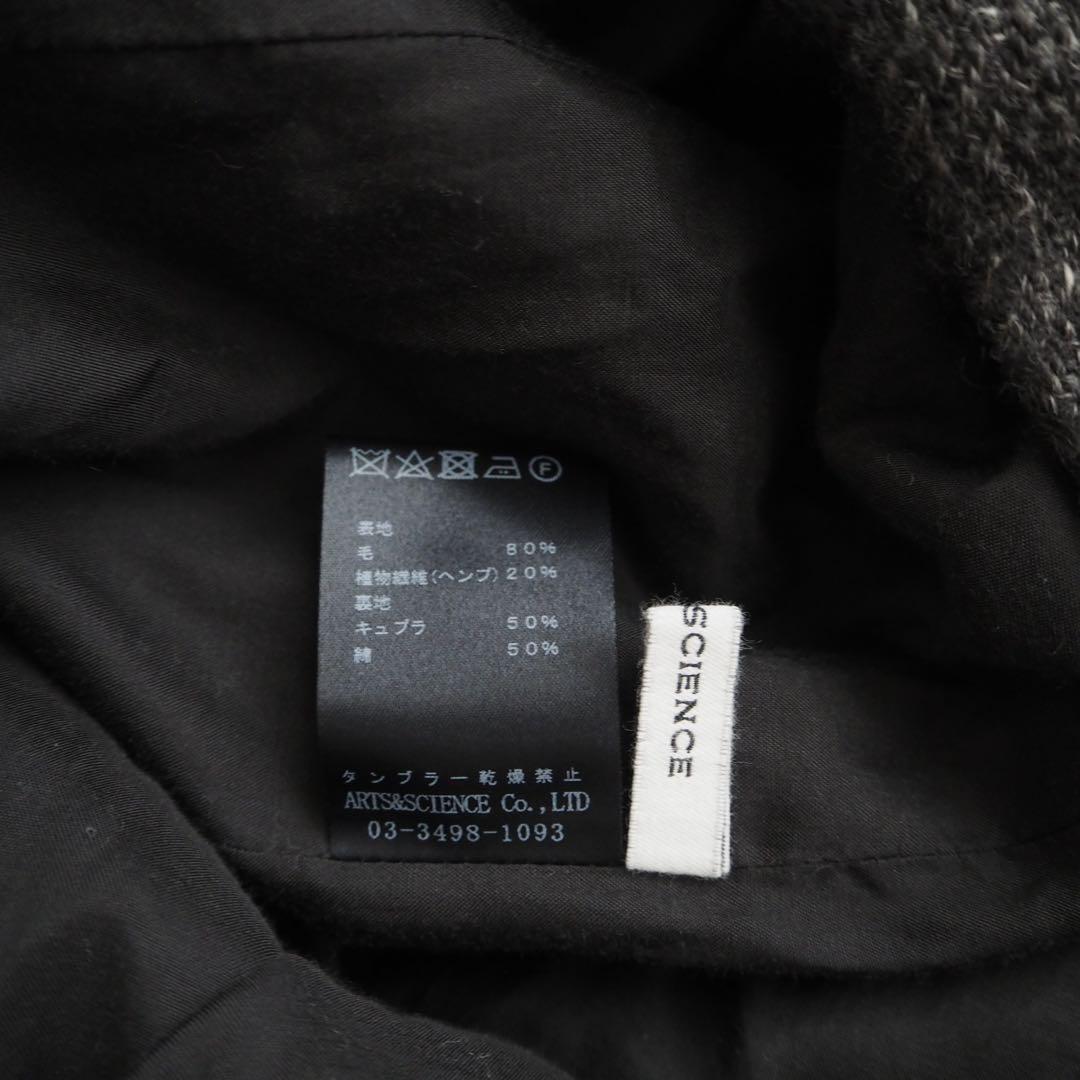 F
表地
毛 80%
植物繊維(ヘンプ) 20%
裏地
キュプラ 50%
綿 50%
タンブラー乾燥禁止
ARTS&SCIENCE Co.,LTD
03-3498-1093
SCIENCE